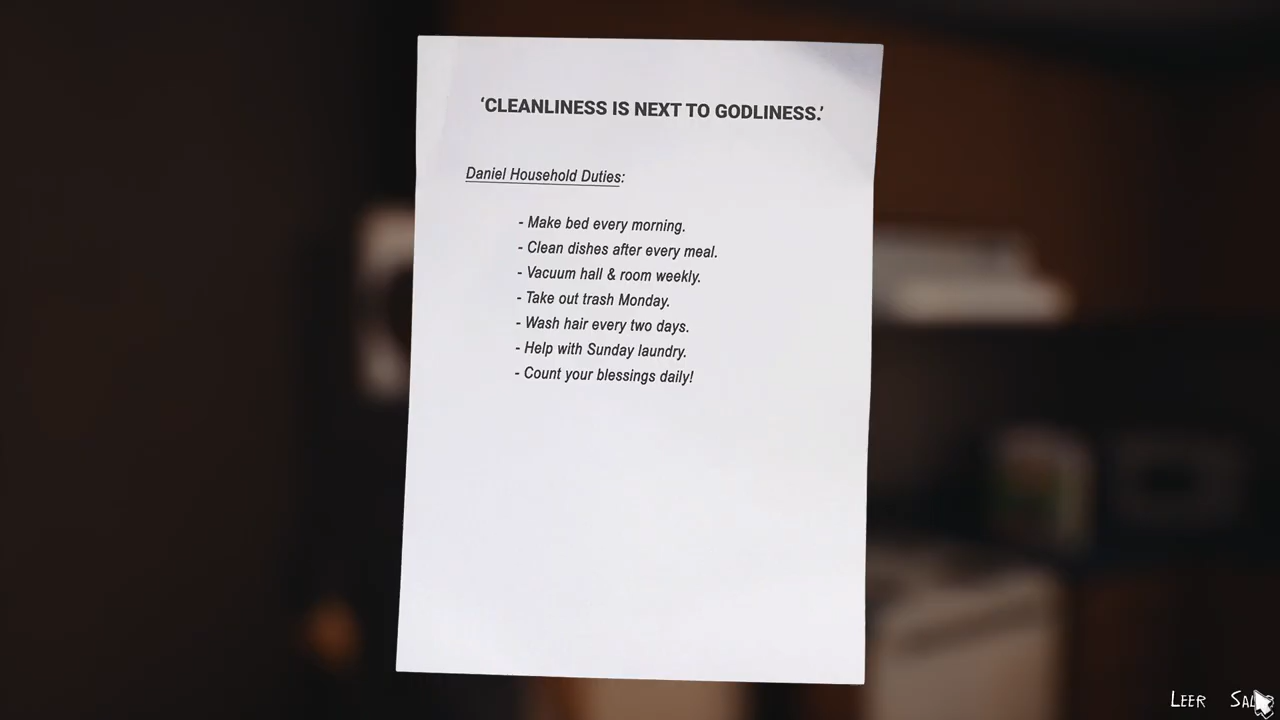 ‘CLEANLINESS IS NEXT TO GODLINESS.’
Daniel Household Duties:
- Make bed every morning.
- Clean dishes after every meal.
- Vacuum hall & room weekly.
- Take out trash Monday.
- Wash hair every two days.
- Help with Sunday laundry.
- Count your blessings daily!
LEER